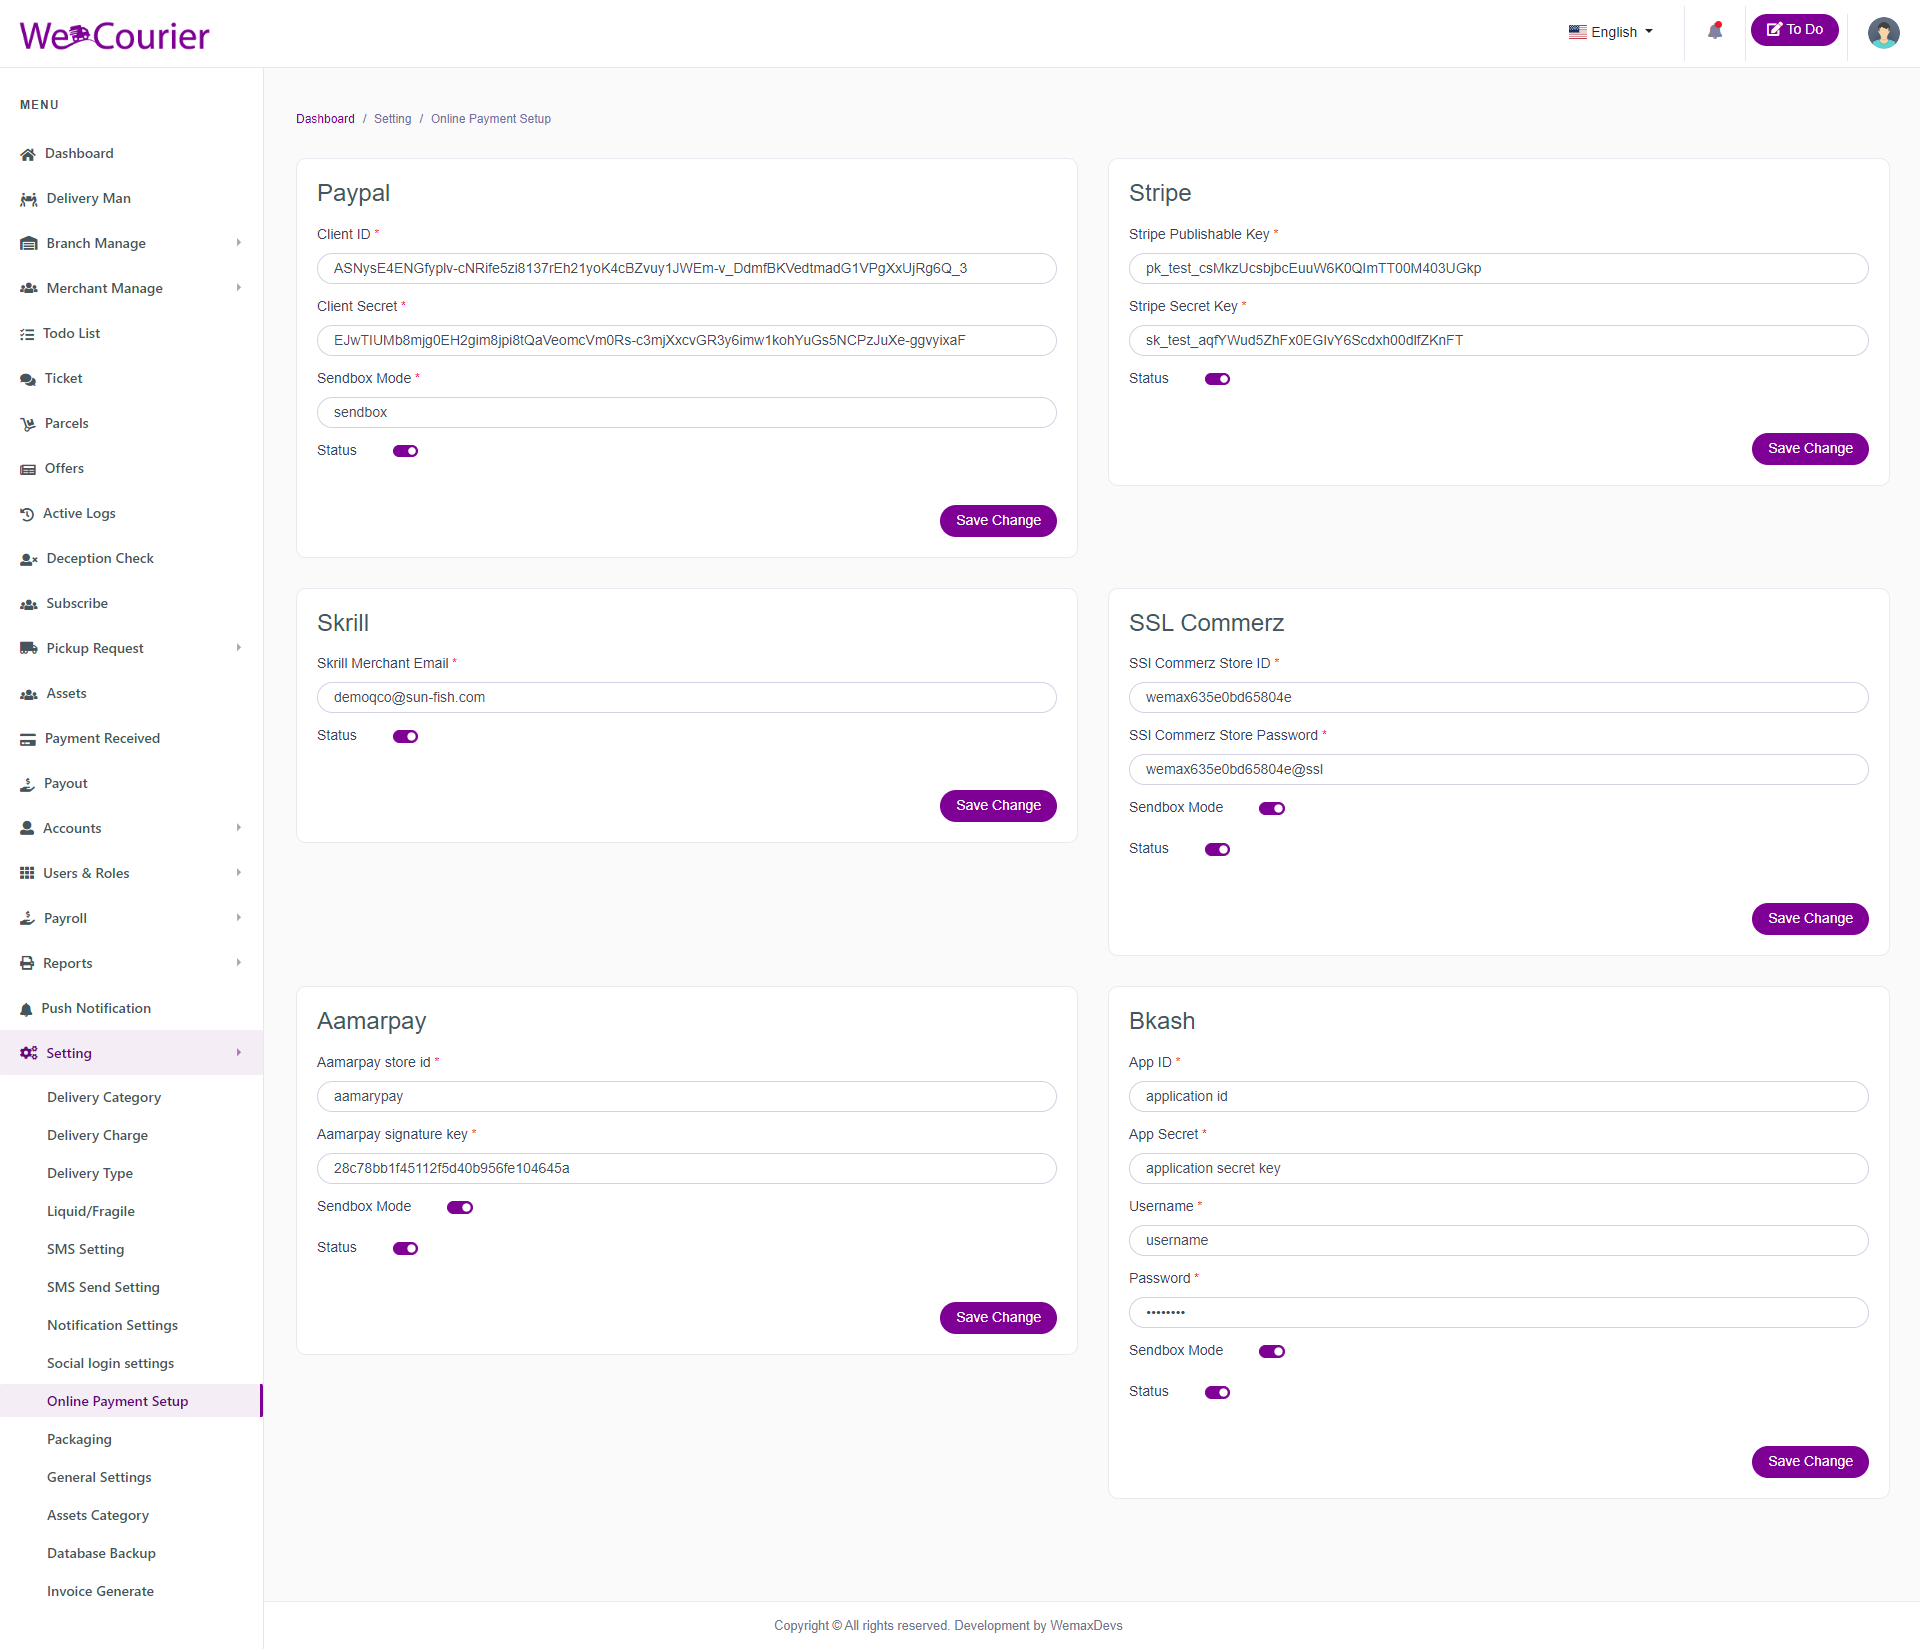 We Courier
English
To Do
MENU
Dashboard
Delivery Man
Branch Manage
Merchant Manage
Todo List
Ticket
Parcels
Offers
Active Logs
Deception Check
Subscribe
Pickup Request
Assets
Payment Received
Payout
Accounts
Users & Roles
Payroll
Reports
Push Notification
Setting
Delivery Category
Delivery Charge
Delivery Type
Liquid/Fragile
SMS Setting
SMS Send Setting
Notification Settings
Social login settings
Online Payment Setup
Packaging
General Settings
Assets Category
Database Backup
Invoice Generate
Dashboard / Setting / Online Payment Setup
Paypal
Client ID *
ASNysE4ENGfyplv-cNRife5zi8137rEh21yoK4cBZvuy1JWEm-v_DdmfBKVedtmadG1VPgXxUjRg6Q_3
Client Secret *
EJwTIUMb8mjg0EH2gim8jpi8tQaVeomcVm0Rs-c3mjXxcvGR3y6imw1kohYuGs5NCPzJuXe-ggvyixaF
Sendbox Mode *
sendbox
Status
Save Change
Stripe
Stripe Publishable Key *
pk_test_csMkzUcsbjbcEuuW6K0QImTT00M403UGkp
Stripe Secret Key *
sk_test_aqfYWud5ZhFx0EGIvY6Scdxh00dlfZKnFT
Status
Save Change
Skrill
Skrill Merchant Email *
demoqco@sun-fish.com
Status
Save Change
SSL Commerz
SSl Commerz Store ID *
wemax635e0bd65804e
SSl Commerz Store Password *
wemax635e0bd65804e@ssl
Sendbox Mode
Status
Save Change
Aamarpay
Aamarpay store id *
aamarypay
Aamarpay signature key *
28c78bb1f45112f5d40b956fe104645a
Sendbox Mode
Status
Save Change
Bkash
App ID *
application id
App Secret *
application secret key
Username *
username
Password *
••••••••
Sendbox Mode
Status
Save Change
Copyright © All rights reserved. Development by WemaxDevs